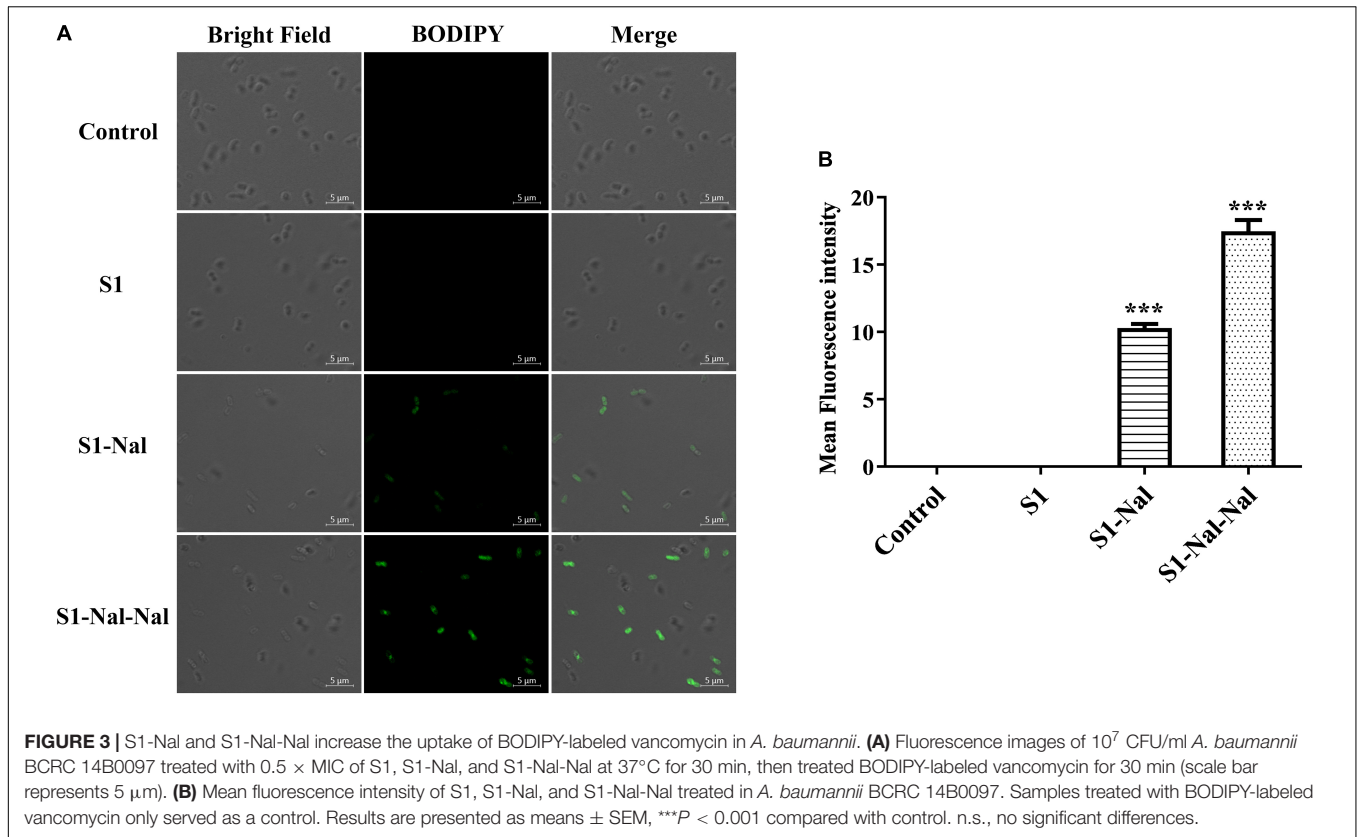 A
Bright Field BODIPY Merge
Control
5 µm 5 µm 5 µm
S1
5 µm 5 µm 5 µm
S1-Nal
5 µm 5 µm 5 µm
S1-Nal-Nal
5 µm 5 µm 5 µm
B
Mean Fluorescence intensity
20
15
10
5
0
***
***
Control
S1
S1-Nal
S1-Nal-Nal
FIGURE 3 | S1-Nal and S1-Nal-Nal increase the uptake of BODIPY-labeled vancomycin in A. baumannii. (A) Fluorescence images of 10⁷ CFU/ml A. baumannii
BCRC 14B0097 treated with 0.5 × MIC of S1, S1-Nal, and S1-Nal-Nal at 37°C for 30 min, then treated BODIPY-labeled vancomycin for 30 min (scale bar
represents 5 µm). (B) Mean fluorescence intensity of S1, S1-Nal, and S1-Nal-Nal treated in A. baumannii BCRC 14B0097. Samples treated with BODIPY-labeled
vancomycin only served as a control. Results are presented as means ± SEM, ***P < 0.001 compared with control. n.s., no significant differences.